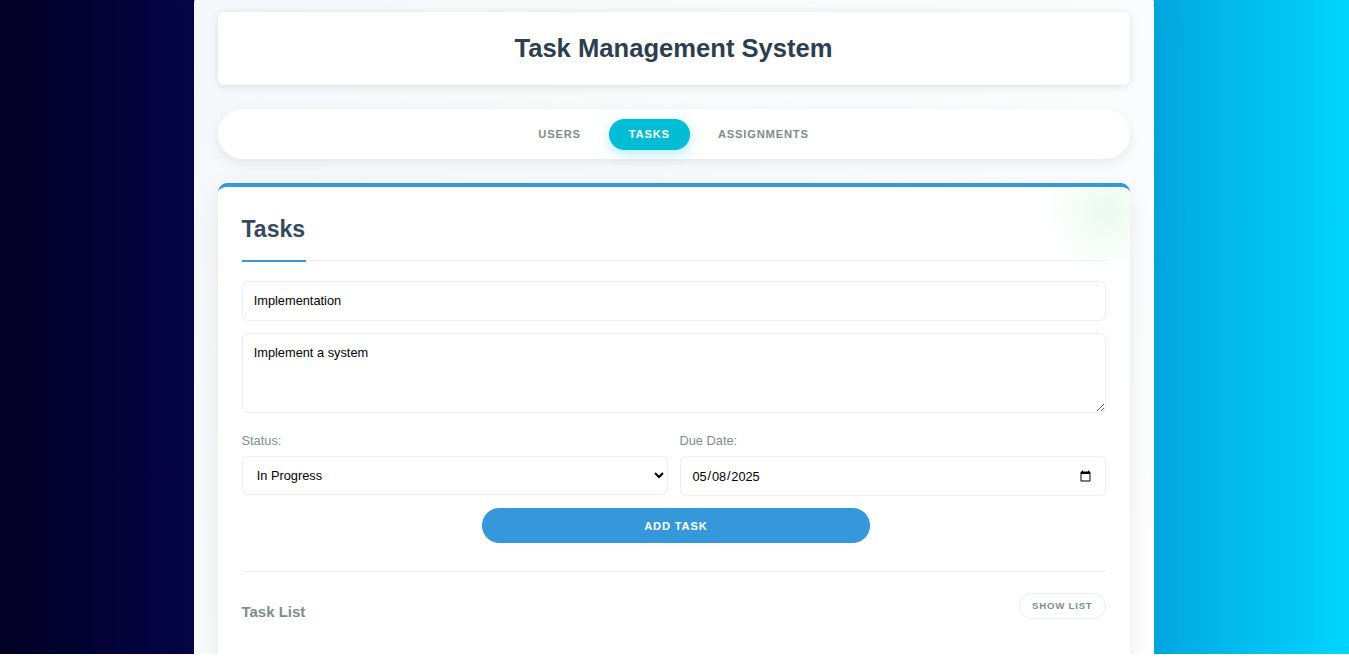 Task Management System
USERS TASKS ASSIGNMENTS
Tasks
Implementation
Implement a system
Status: Due Date:
In Progress 05/08/2025
ADD TASK
Task List SHOW LIST